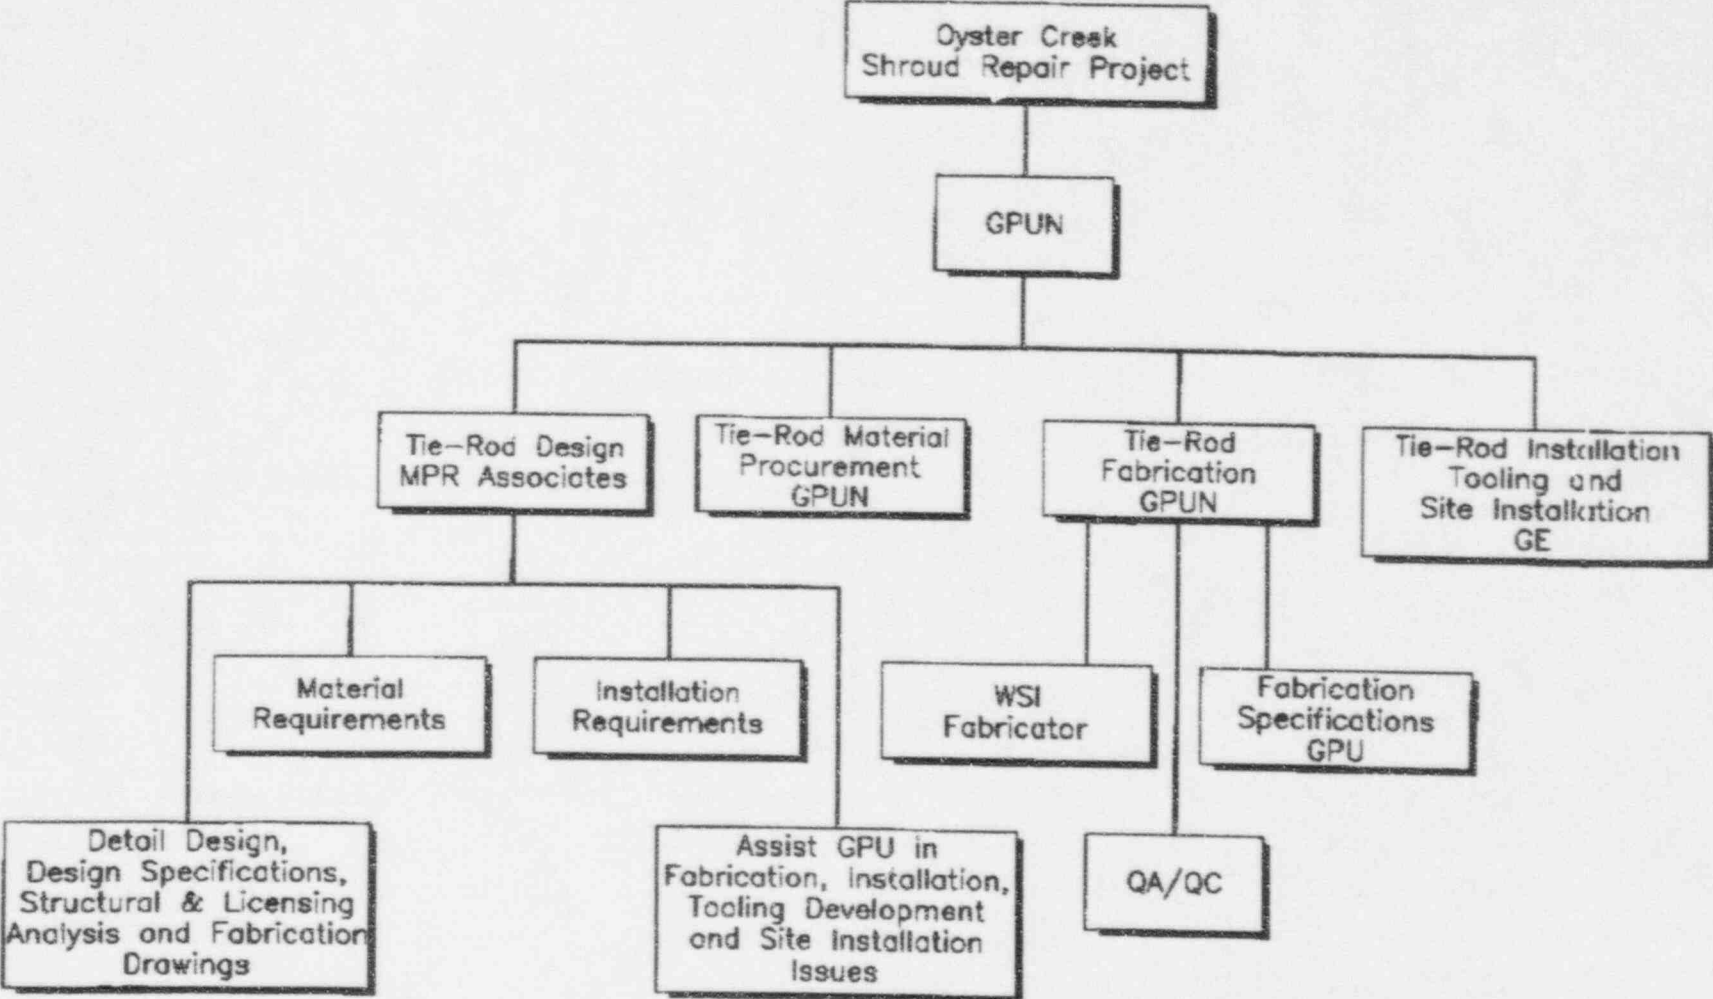 Oyster Creek
Shroud Repair Project
GPUN
Tie-Rod Design
MPR Associates
Tie-Rod Material
Procurement
GPUN
Tie-Rod
Fabrication
GPUN
Tie-Rod Installation
Tooling and
Site Installation
GE
Material
Requirements
Installation
Requirements
WSI
Fabricator
Fabrication
Specifications
GPU
Detail Design,
Design Specifications,
Structural & Licensing
Analysis and Fabrication
Drawings
Assist GPU in
Fabrication, Installation,
Tooling Development
and Site Installation
Issues
QA/QC